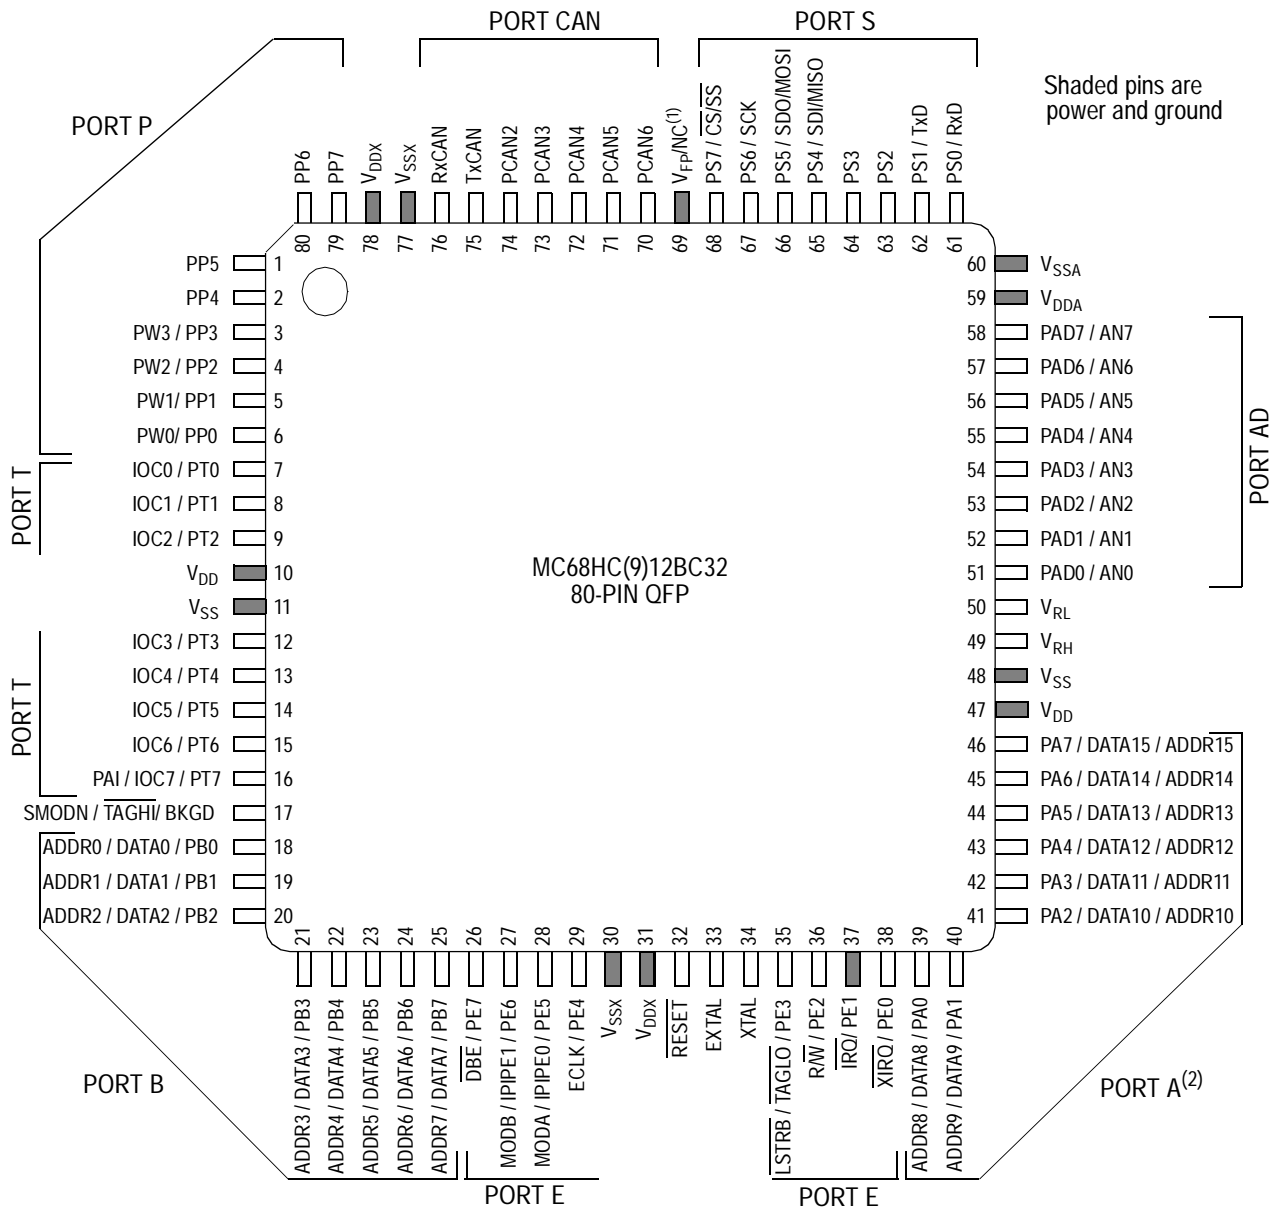 PORT CAN
PORT S
Shaded pins are
power and ground
PORT P
PP6
PP7
VDDX
VSSX
RxCAN
TxCAN
PCAN2
PCAN3
PCAN4
PCAN5
PCAN6
VFP/NC(1)
PS7 / CS/SS
PS6 / SCK
PS5 / SDO/MOSI
PS4 / SDI/MISO
PS3
PS2
PS1 / TxD
PS0 / RxD
80
79
78
77
76
75
74
73
72
71
70
69
68
67
66
65
64
63
62
61
PP5 1
PP4 2
PW3 / PP3 3
PW2 / PP2 4
PW1/ PP1 5
PW0/ PP0 6
PORT T
IOC0 / PT0 7
IOC1 / PT1 8
IOC2 / PT2 9
VDD 10
VSS 11
PORT T
IOC3 / PT3 12
IOC4 / PT4 13
IOC5 / PT5 14
IOC6 / PT6 15
PAI / IOC7 / PT7 16
SMODN / TAGHI/ BKGD 17
ADDR0 / DATA0 / PB0 18
ADDR1 / DATA1 / PB1 19
ADDR2 / DATA2 / PB2 20
MC68HC(9)12BC32
80-PIN QFP
60 VSSA
59 VDDA
58 PAD7 / AN7
57 PAD6 / AN6
56 PAD5 / AN5
55 PAD4 / AN4
54 PAD3 / AN3
53 PAD2 / AN2
52 PAD1 / AN1
51 PAD0 / AN0
PORT AD
50 VRL
49 VRH
48 VSS
47 VDD
46 PA7 / DATA15 / ADDR15
45 PA6 / DATA14 / ADDR14
44 PA5 / DATA13 / ADDR13
43 PA4 / DATA12 / ADDR12
42 PA3 / DATA11 / ADDR11
41 PA2 / DATA10 / ADDR10
21
22
23
24
25
26
27
28
29
30
31
32
33
34
35
36
37
38
39
40
ADDR3 / DATA3 / PB3
ADDR4 / DATA4 / PB4
ADDR5 / DATA5 / PB5
ADDR6 / DATA6 / PB6
ADDR7 / DATA7 / PB7
DBE / PE7
MODB / IPIPE1 / PE6
MODA / IPIPE0 / PE5
ECLK / PE4
VSSX
VDDX
RESET
EXTAL
XTAL
LSTRB / TAGLO / PE3
R/W / PE2
IRQ/ PE1
XIRQ / PE0
ADDR8 / DATA8 / PA0
ADDR9 / DATA9 / PA1
PORT B
PORT A(2)
PORT E
PORT E